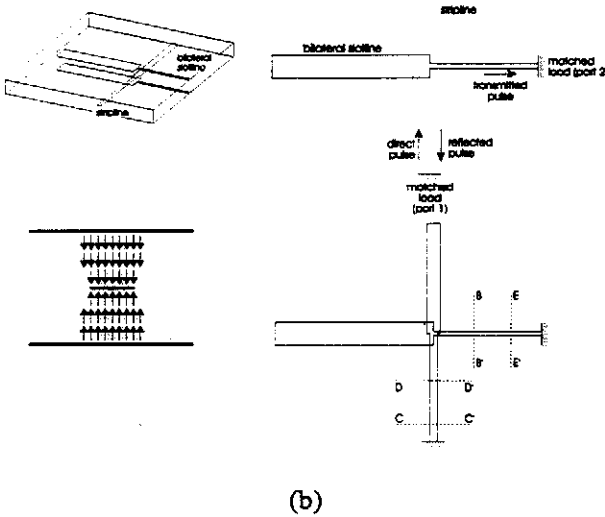 stripline
bilateral slotline
bilateral
slotline
stripline
matched
load (port 2)
transmitted
pulse
direct
pulse
reflected
pulse
matched
load
(port 1)
B
E
B'
E'
D
D'
C
C'
(b)